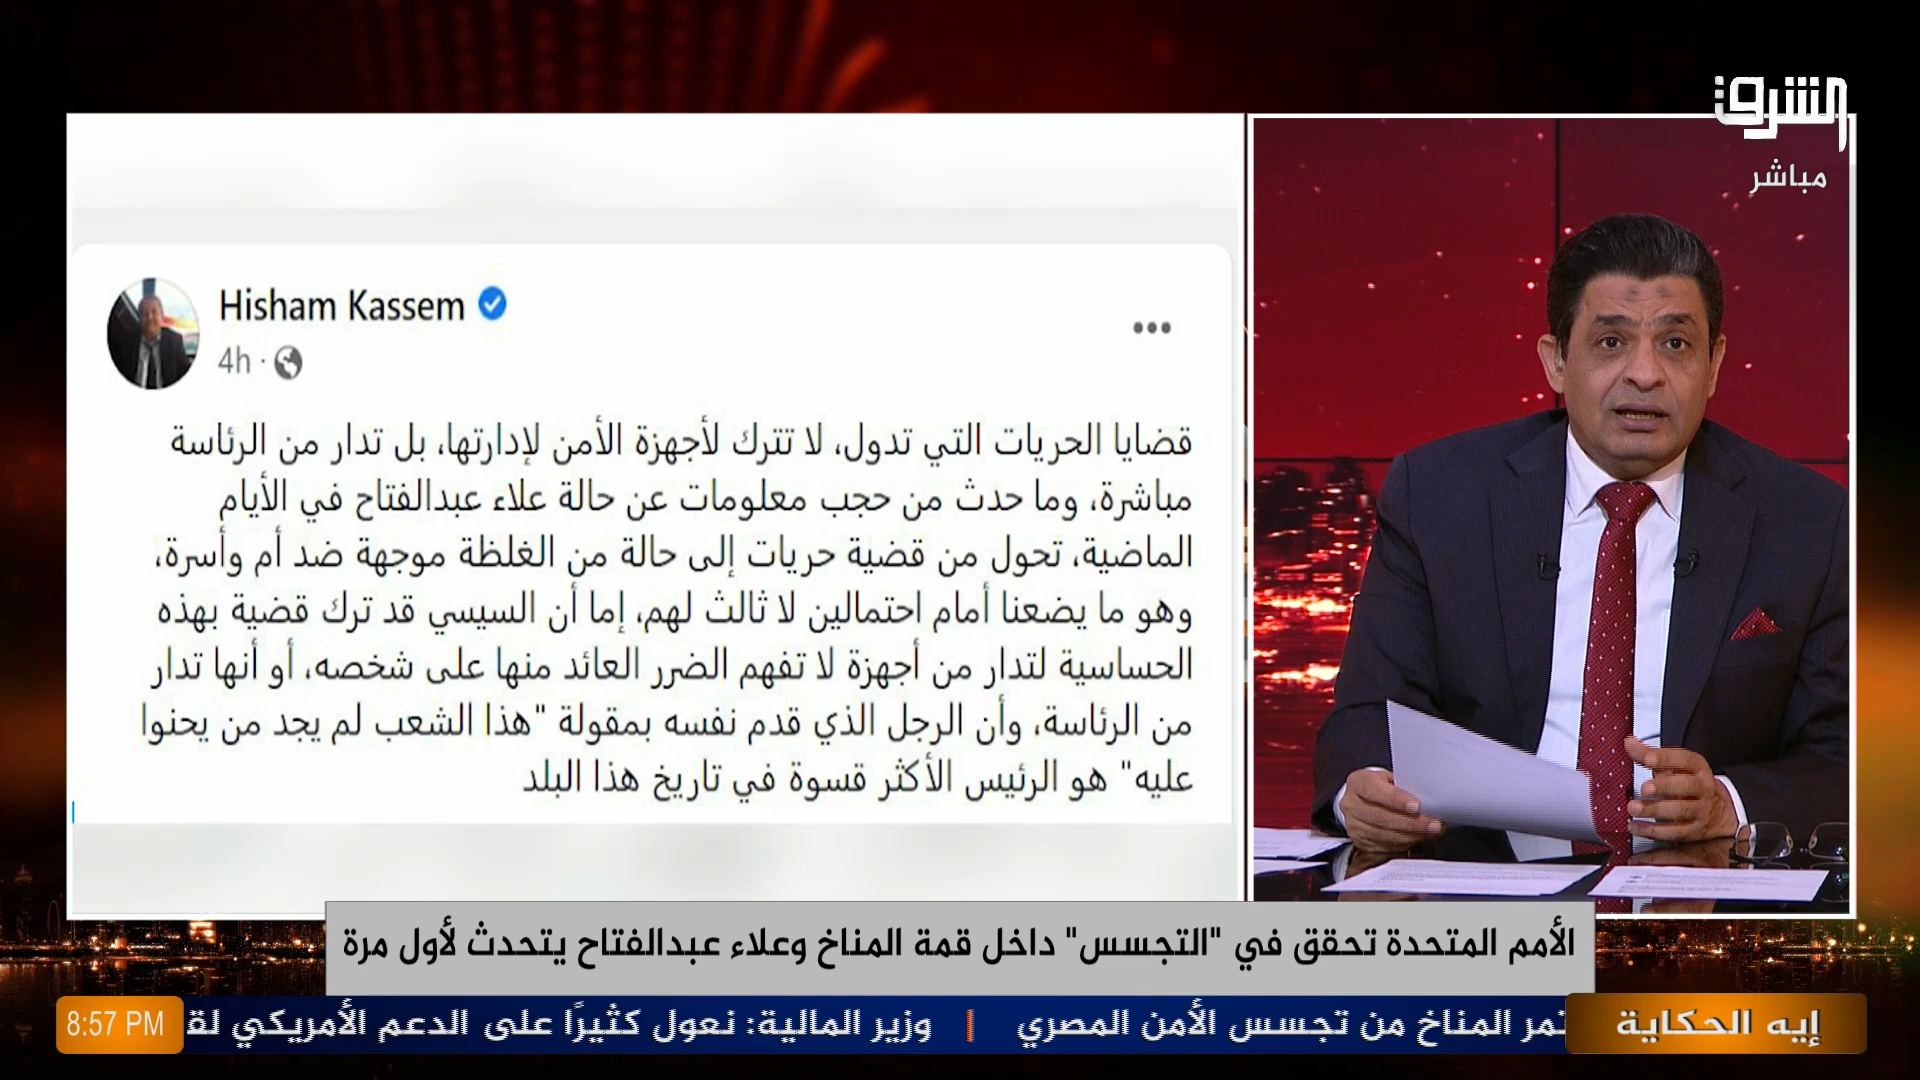 الشرق
مباشر
Hisham Kassem
4h ·
قضايا الحريات التي تدول، لا تترك لأجهزة الأمن لإدارتها، بل تدار من الرئاسة
مباشرة، وما حدث من حجب معلومات عن حالة علاء عبدالفتاح في الأيام
الماضية، تحول من قضية حريات إلى حالة من الغلظة موجهة ضد أم وأسرة،
وهو ما يضعنا أمام احتمالين لا ثالث لهم، إما أن السيسي قد ترك قضية بهذه
الحساسية لتدار من أجهزة لا تفهم الضرر العائد منها على شخصه، أو أنها تدار
من الرئاسة، وأن الرجل الذي قدم نفسه بمقولة "هذا الشعب لم يجد من يحنوا
عليه" هو الرئيس الأكثر قسوة في تاريخ هذا البلد
الأمم المتحدة تحقق في "التجسس" داخل قمة المناخ وعلاء عبدالفتاح يتحدث لأول مرة
إيه الحكاية
تمر المناخ من تجسس الأمن المصري | وزير المالية: نعول كثيرًا على الدعم الأمريكي لق
8:57 PM